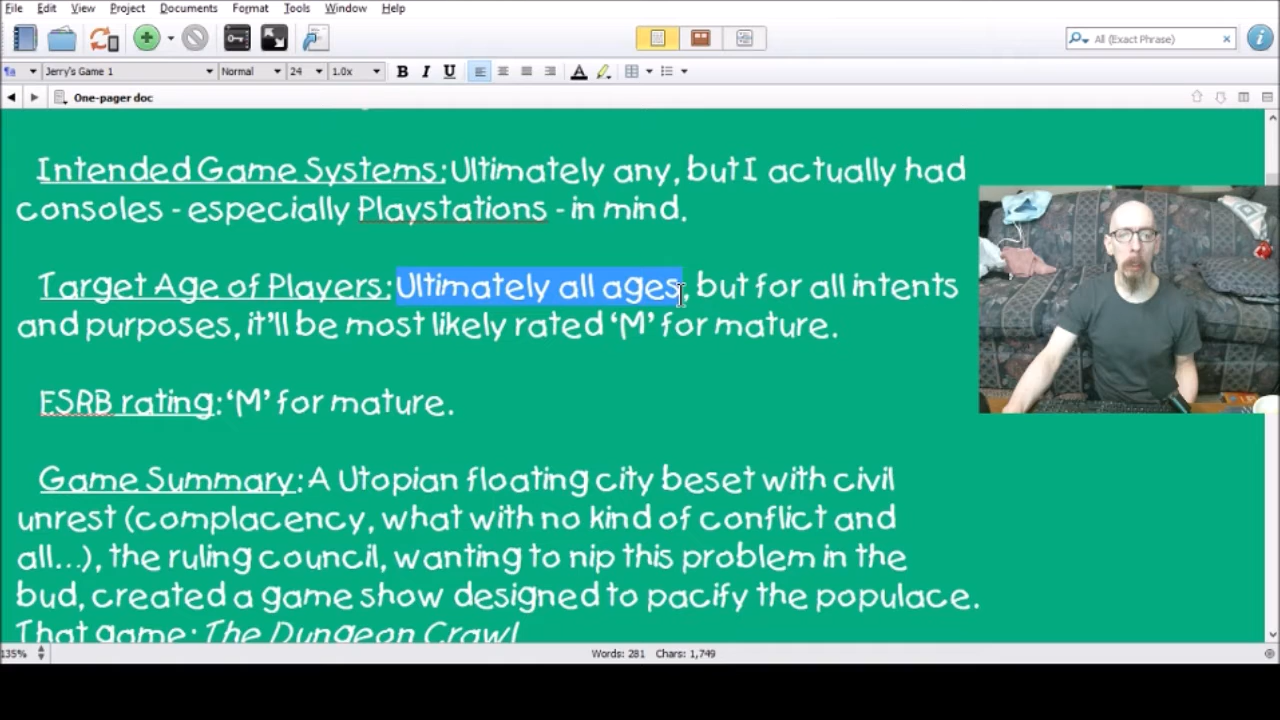 File Edit View Project Documents Format Tools Window Help
All (Exact Phrase)
Jerry's Game 1 Normal 24 1.0x B I U A
One-pager doc
Intended Game Systems: Ultimately any, but I actually had
consoles - especially Playstations - in mind.
Target Age of Players: Ultimately all ages, but for all intents
and purposes, it'll be most likely rated 'M' for mature.
ESRB rating: 'M' for mature.
Game Summary: A Utopian floating city beset with civil
unrest (complacency, what with no kind of conflict and
all...), the ruling council, wanting to nip this problem in the
bud, created a game show designed to pacify the populace.
That game: The Dungeon Crawl
135% Words: 281 Chars: 1,749